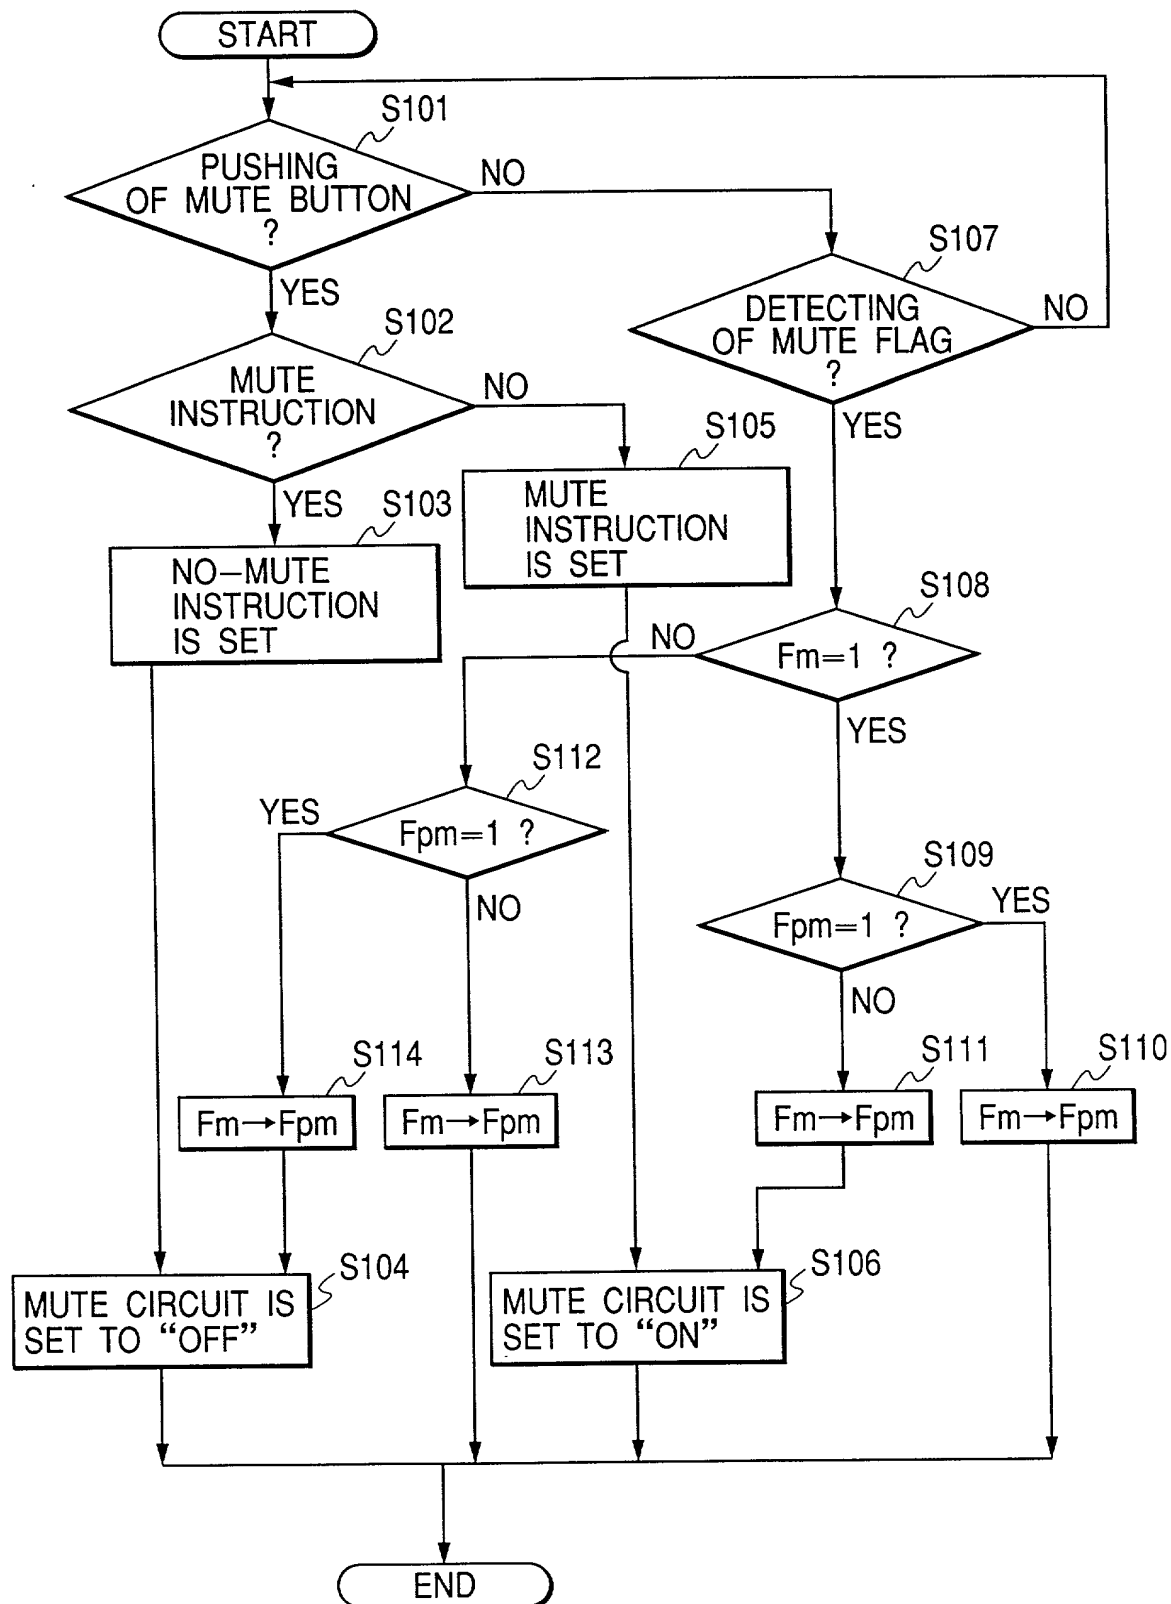 START
S101
PUSHING
OF MUTE BUTTON
?
NO
YES
S107
DETECTING
OF MUTE FLAG
?
NO
YES
S102
MUTE
INSTRUCTION
?
NO
YES
S105
MUTE
INSTRUCTION
IS SET
S103
NO–MUTE
INSTRUCTION
IS SET
S108
Fm=1 ?
NO
YES
S112
Fpm=1 ?
YES
NO
S109
Fpm=1 ?
YES
NO
S114
Fm→Fpm
S113
Fm→Fpm
S111
Fm→Fpm
S110
Fm→Fpm
S104
MUTE CIRCUIT IS
SET TO “OFF”
S106
MUTE CIRCUIT IS
SET TO “ON”
END